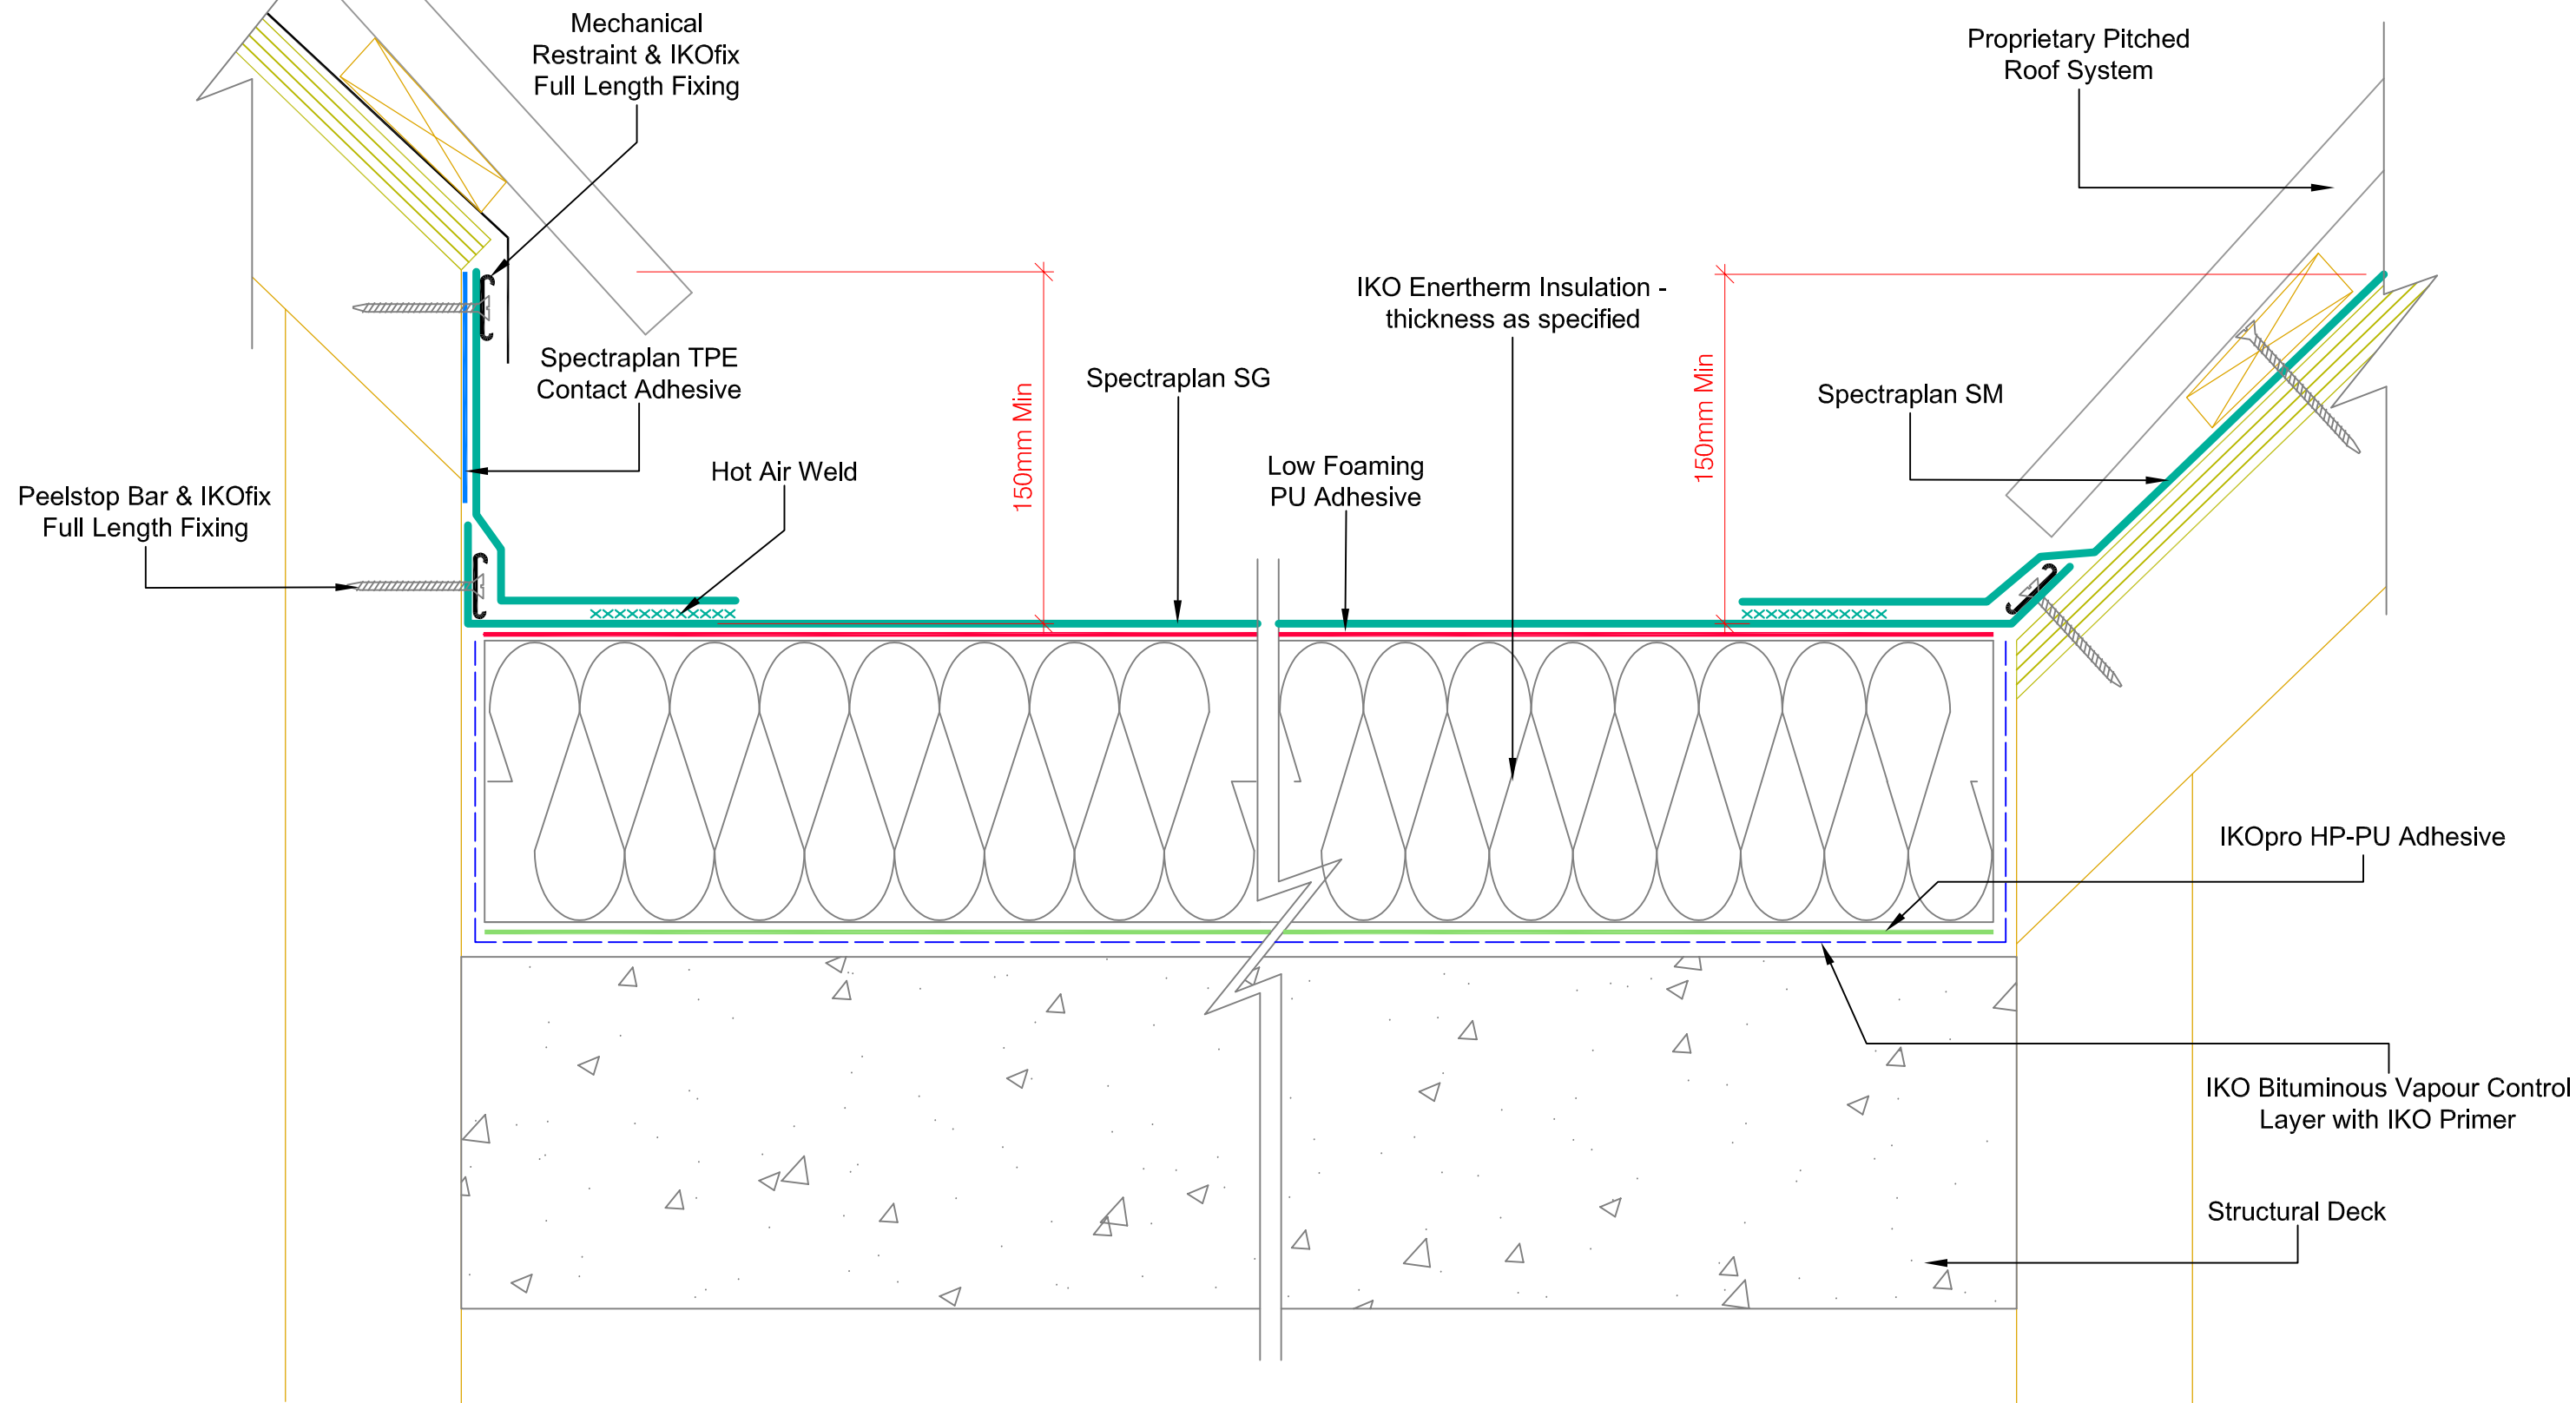 Mechanical
Restraint & IKOfix
Full Length Fixing
Proprietary Pitched
Roof System
IKO Enertherm Insulation -
thickness as specified
Spectraplan TPE
Contact Adhesive
Spectraplan SG
Spectraplan SM
150mm Min
150mm Min
Hot Air Weld
Low Foaming
PU Adhesive
Peelstop Bar & IKOfix
Full Length Fixing
IKOpro HP-PU Adhesive
IKO Bituminous Vapour Control
Layer with IKO Primer
Structural Deck